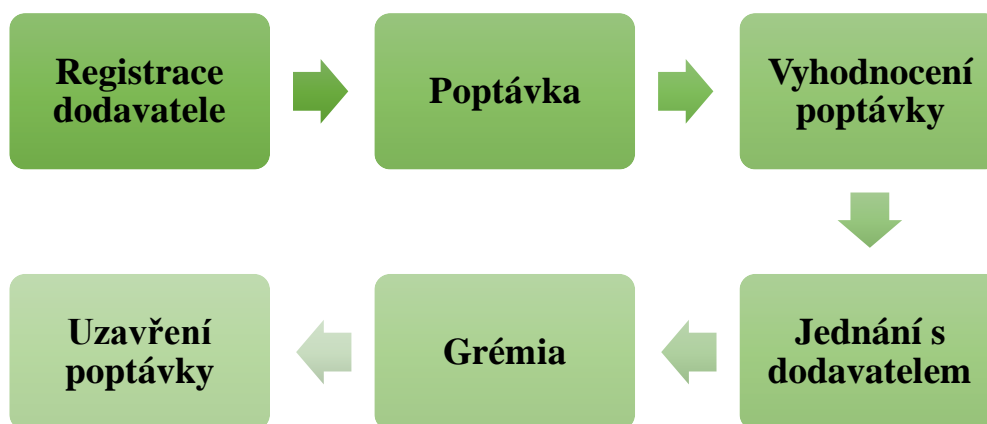 Registrace
dodavatele
Poptávka
Vyhodnocení
poptávky
Jednání s
dodavatelem
Grémia
Uzavření
poptávky